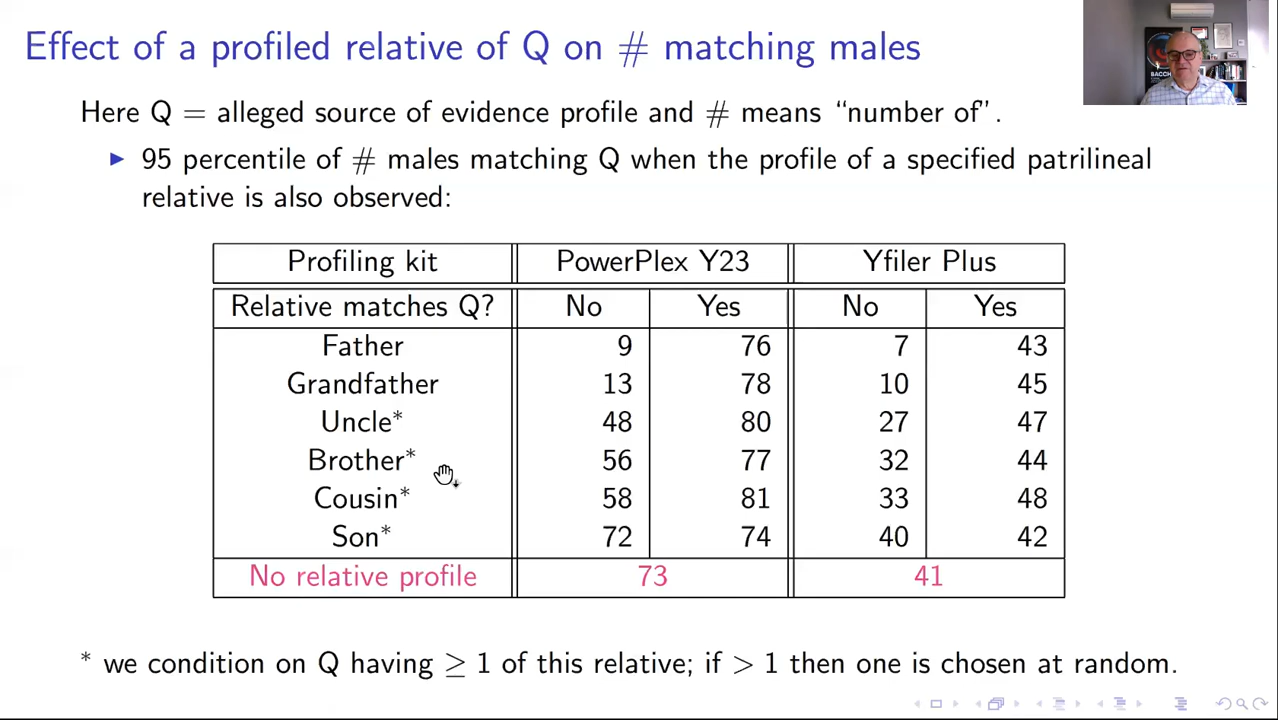 Effect of a profiled relative of Q on # matching males
Here Q = alleged source of evidence profile and # means “number of”.
95 percentile of # males matching Q when the profile of a specified patrilineal
relative is also observed:
Profiling kit PowerPlex Y23 Yfiler Plus
Relative matches Q? No Yes No Yes
Father 9 76 7 43
Grandfather 13 78 10 45
Uncle* 48 80 27 47
Brother* 56 77 32 44
Cousin* 58 81 33 48
Son* 72 74 40 42
No relative profile 73 41
* we condition on Q having ≥ 1 of this relative; if > 1 then one is chosen at random.
BACCH